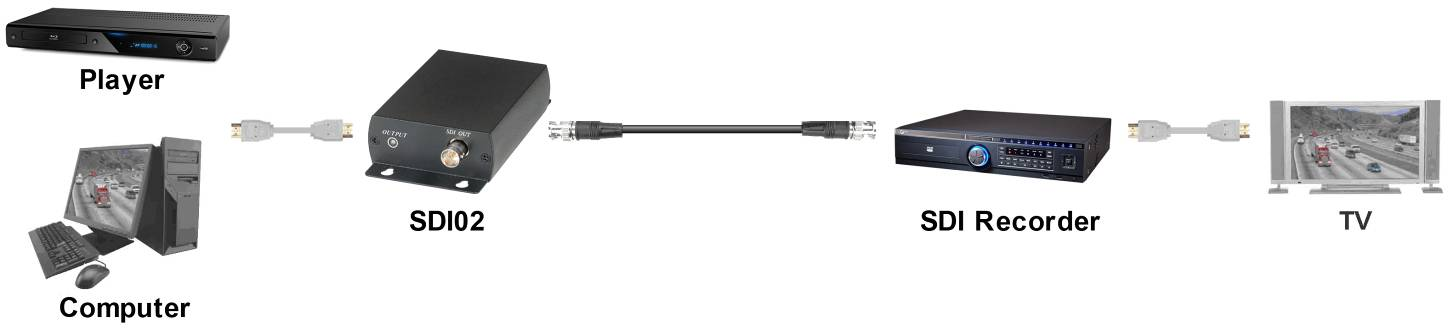 Player
OUTPUT
SDI OUT
SDI02
SDI Recorder
TV
Computer